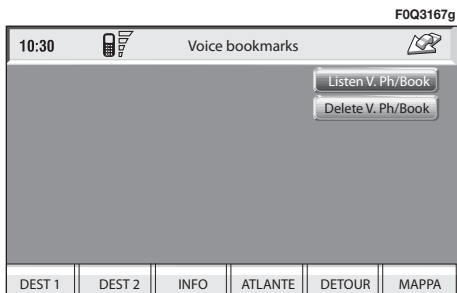 F0Q3167g
10:30 Voice bookmarks
Listen V. Ph/Book
Delete V. Ph/Book
DEST 1 DEST 2 INFO ATLANTE DETOUR MAPPA